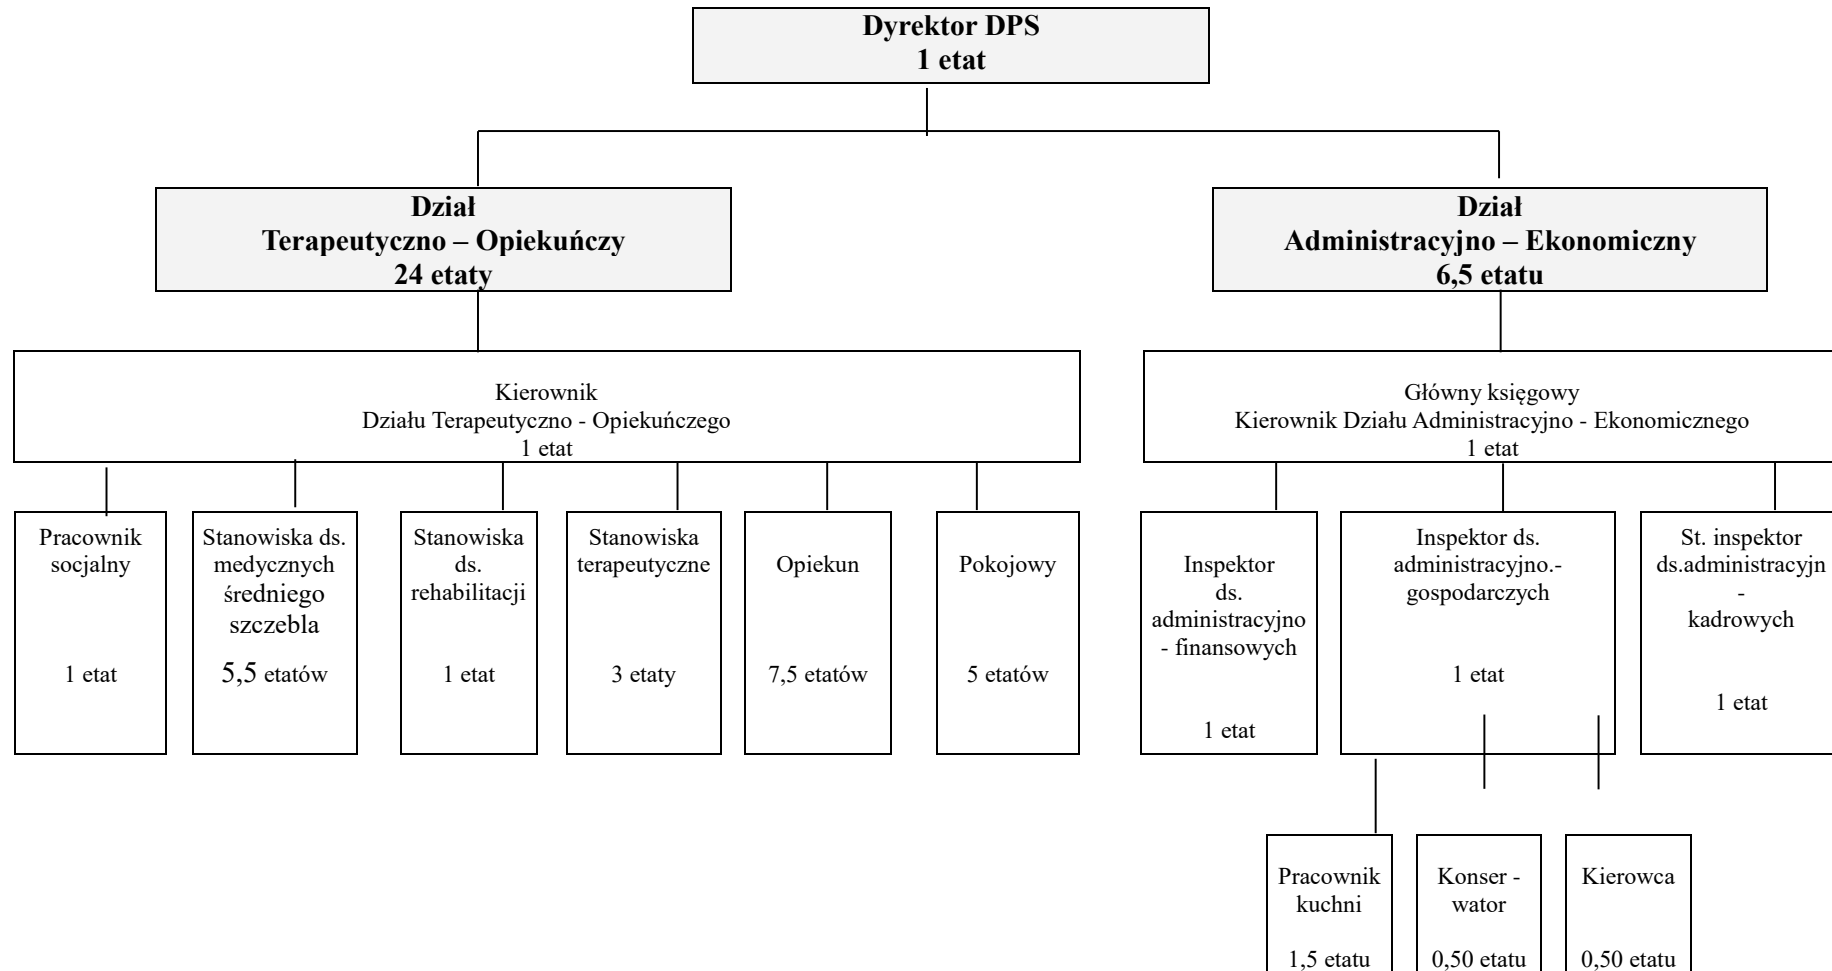 Dyrektor DPS
1 etat
Dział
Terapeutyczno – Opiekuńczy
24 etaty
Dział
Administracyjno – Ekonomiczny
6,5 etatu
Kierownik
Działu Terapeutyczno - Opiekuńczego
1 etat
Główny księgowy
Kierownik Działu Administracyjno - Ekonomicznego
1 etat
Pracownik
socjalny
1 etat
Stanowiska ds.
medycznych
średniego
szczebla
5,5 etatów
Stanowiska
ds.
rehabilitacji
1 etat
Stanowiska
terapeutyczne
3 etaty
Opiekun
7,5 etatów
Pokojowy
5 etatów
Inspektor
ds.
administracyjno
- finansowych
1 etat
Inspektor ds.
administracyjno.-
gospodarczych
1 etat
St. inspektor
ds.administracyjn
-
kadrowych
1 etat
Pracownik
kuchni
1,5 etatu
Konser -
wator
0,50 etatu
Kierowca
0,50 etatu